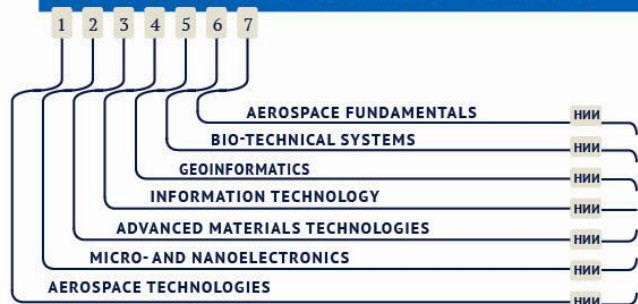 1 2 3 4 5 6 7
AEROSPACE FUNDAMENTALS НИИ
BIO-TECHNICAL SYSTEMS НИИ
GEOINFORMATICS НИИ
INFORMATION TECHNOLOGY НИИ
ADVANCED MATERIALS TECHNOLOGIES НИИ
MICRO- AND NANOELECTRONICS НИИ
AEROSPACE TECHNOLOGIES НИИ